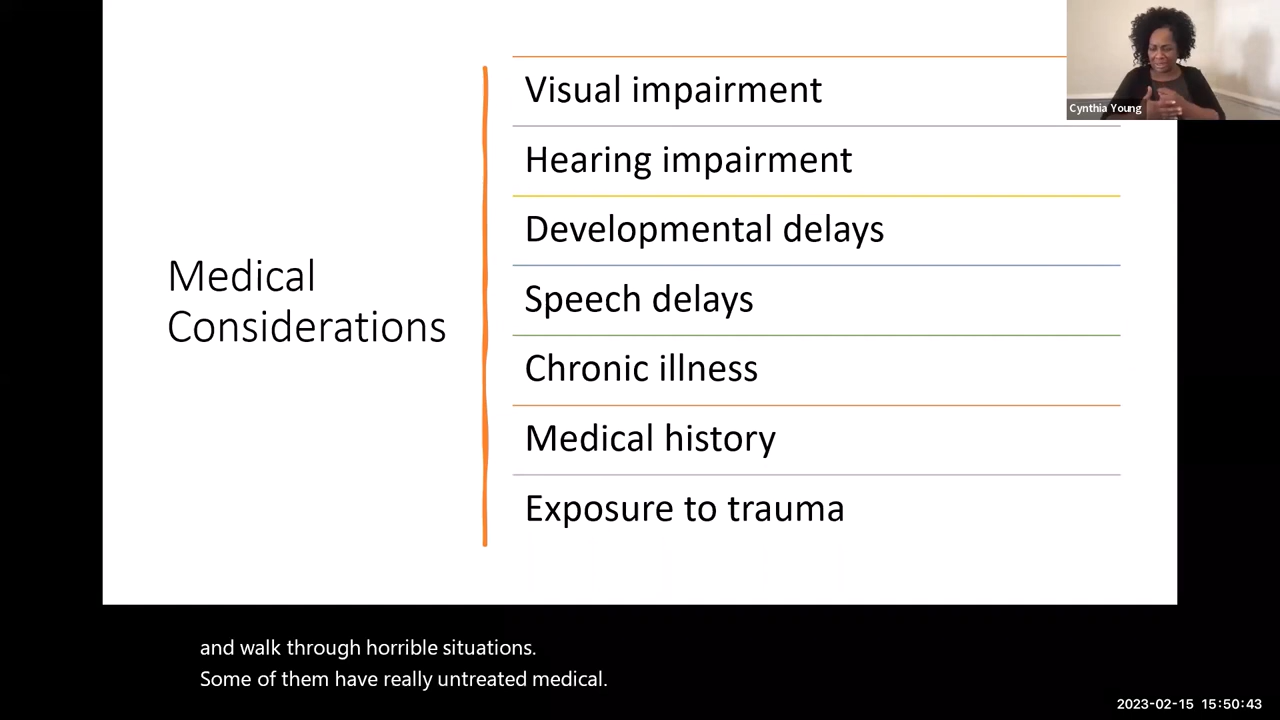 Medical
Considerations
Visual impairment
Hearing impairment
Developmental delays
Speech delays
Chronic illness
Medical history
Exposure to trauma
Cynthia Young
and walk through horrible situations.
Some of them have really untreated medical.
2023-02-15 15:50:43